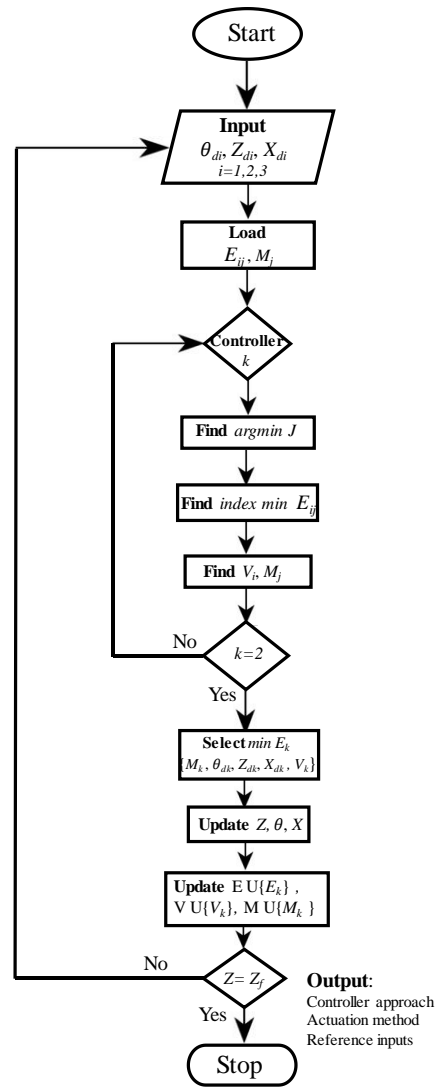 Start
Input
θdi, Zdi, Xdi
i=1,2,3
Load
Eij, Mj
Controller
k
Find argmin J
Find index min Eij
Find Vi, Mj
No
k=2
Yes
Select min Ek
{Mk, θdk, Zdk, Xdk, Vk}
Update Z, θ, X
Update E U{Ek} ,
V U{Vk}, M U{Mk }
No
Z= Zf
Yes
Output:
Controller approach
Actuation method
Reference inputs
Stop